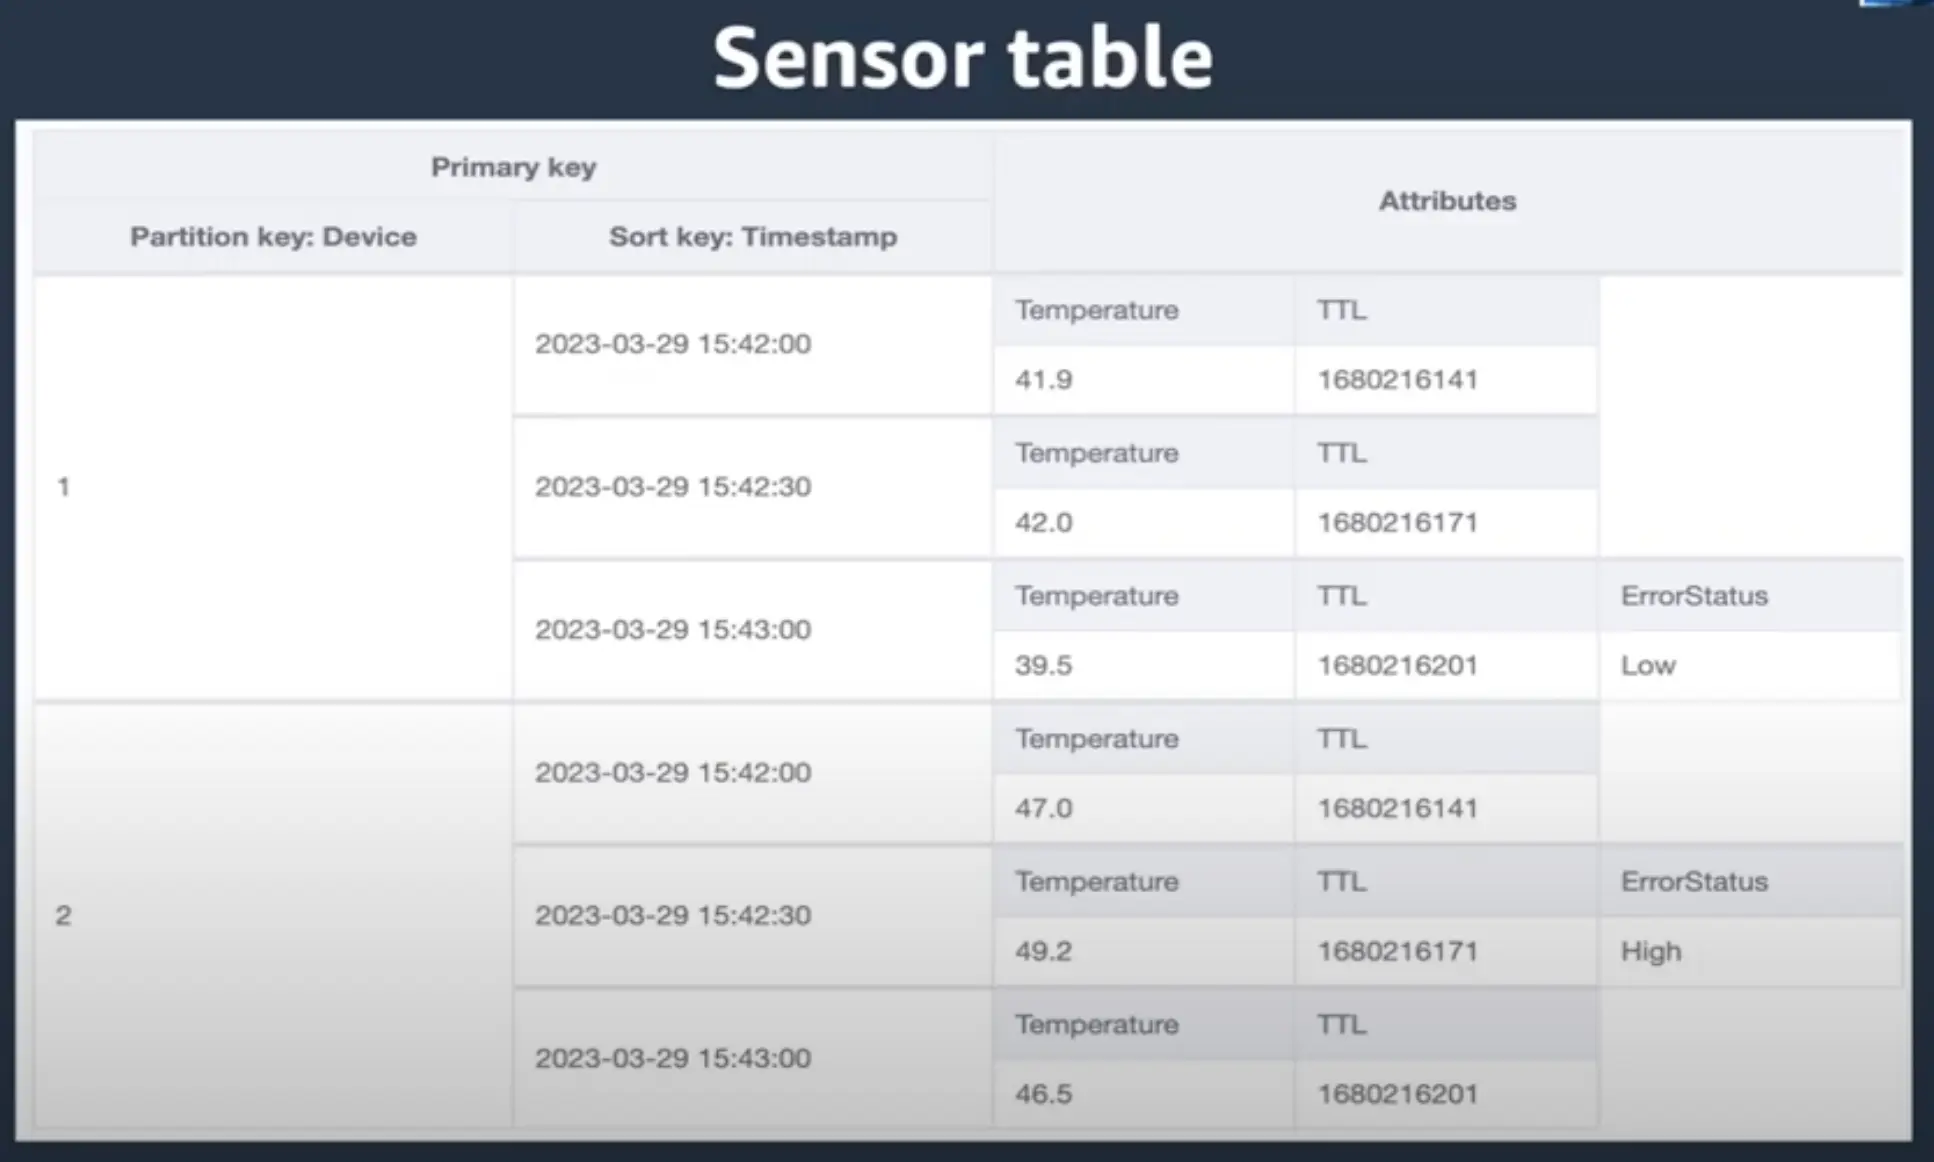 Sensor table
Primary key
Attributes
Partition key: Device
Sort key: Timestamp
1
2023-03-29 15:42:00
Temperature TTL
41.9 1680216141
2023-03-29 15:42:30
Temperature TTL
42.0 1680216171
2023-03-29 15:43:00
Temperature TTL ErrorStatus
39.5 1680216201 Low
2
2023-03-29 15:42:00
Temperature TTL
47.0 1680216141
2023-03-29 15:42:30
Temperature TTL ErrorStatus
49.2 1680216171 High
2023-03-29 15:43:00
Temperature TTL
46.5 1680216201